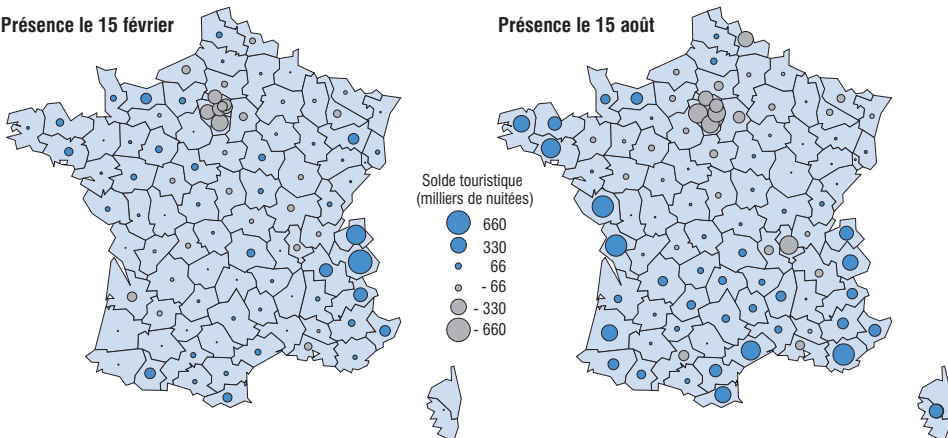 Présence le 15 février
Présence le 15 août
Solde touristique
(milliers de nuitées)
660
330
66
- 66
- 330
- 660